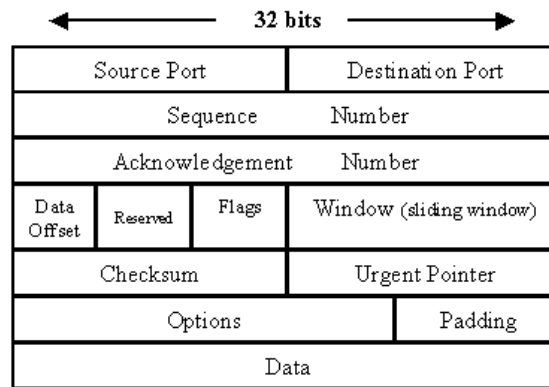 32 bits
Source Port
Destination Port
Sequence Number
Acknowledgement Number
Data Offset
Reserved
Flags
Window (sliding window)
Checksum
Urgent Pointer
Options
Padding
Data